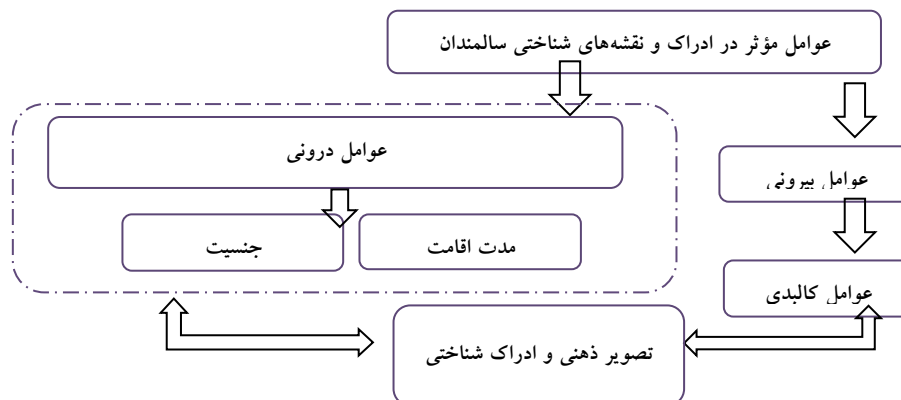 عوامل مؤثر در ادراک و نقشه‌های شناختی سالمندان
عوامل درونی
عوامل بیرونی
مدت اقامت
جنسیت
عوامل کالبدی
تصویر ذهنی و ادراک شناختی